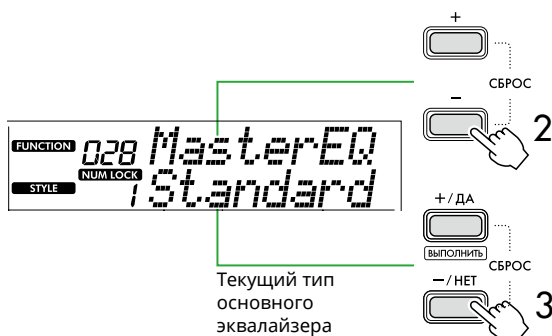 +
СБРОС
−
2
FUNCTION 028 MasterEQ
NUM LOCK
STYLE 1 Standard
+/ДА
ВЫПОЛНИТЬ
СБРОС
−/НЕТ
3
Текущий тип
основного
эквалайзера